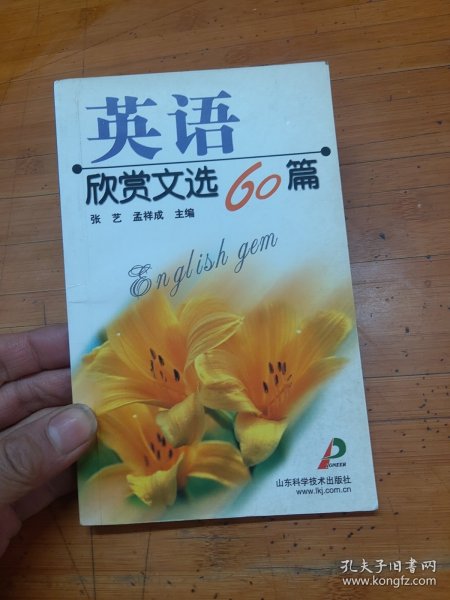 英语
欣赏文选60篇
张 艺 孟祥成 主编
English gem
山东科学技术出版社
www.lkj.com.cn
孔夫子旧书网
www.kongfz.com